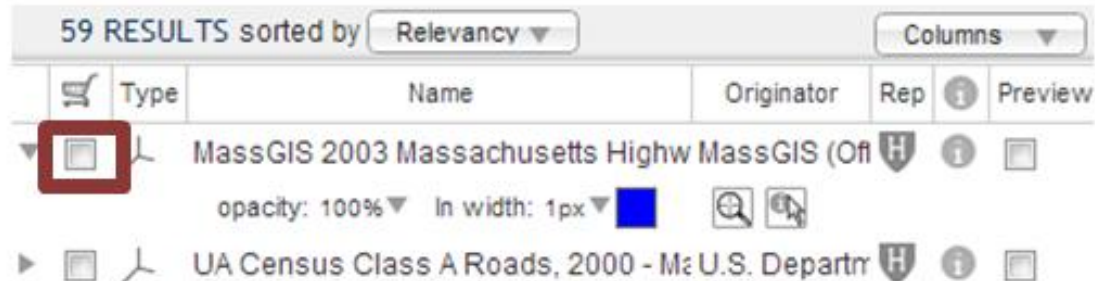 59 RESULTS sorted by Relevancy Columns
Type Name Originator Rep i Preview
MassGIS 2003 Massachusetts Highw MassGIS (Off H i
opacity: 100% ln width: 1px
UA Census Class A Roads, 2000 - Ma U.S. Departm H i